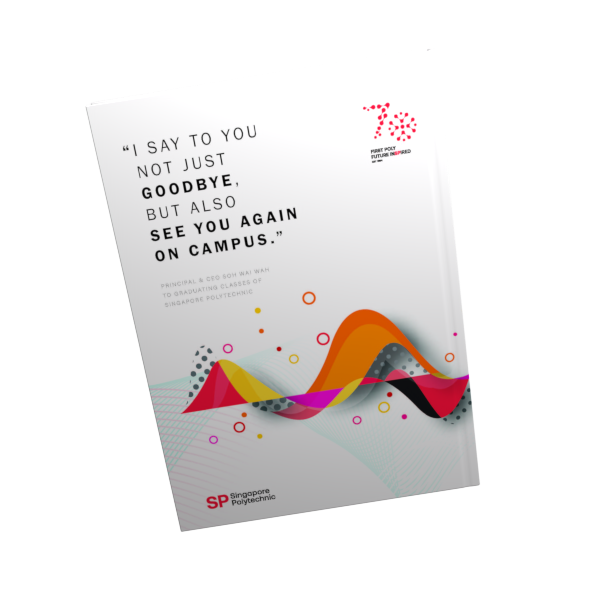 “I SAY TO YOU
NOT JUST
GOODBYE,
BUT ALSO
SEE YOU AGAIN
ON CAMPUS.”
PRINCIPAL & CEO SOH WAI WAH
TO GRADUATING CLASSES OF
SINGAPORE POLYTECHNIC
70
FIRST POLY
FUTURE INSPIRED
SP Singapore
Polytechnic